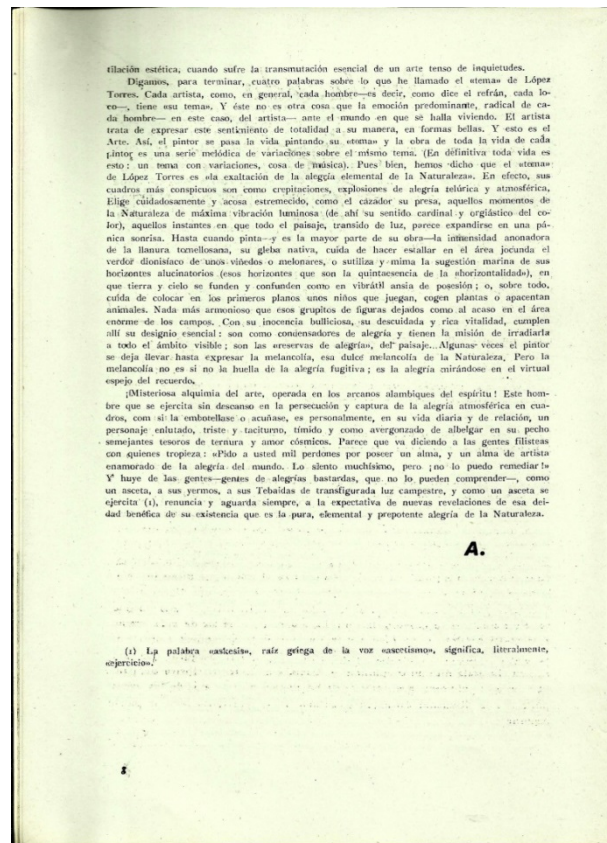 tilación estética, cuando sufre la transmutación esencial de un arte tenso de inquietudes.
Digamos, para terminar, cuatro palabras sobre lo que he llamado el «tema» de López
Torres. Cada artista, como, en general, cada hombre—es decir, como dice el refrán, cada lo-
co—, tiene «su tema». Y éste no es otra cosa que la emoción predominante, radical de ca-
da hombre— en este caso, del artista— ante el mundo en que se halla viviendo. El artista
trata de expresar este sentimiento de totalidad a su manera, en formas bellas. Y esto es el
Arte. Así, el pintor se pasa la vida pintando su «tema» y la obra de toda la vida de cada
pintor es una serie melódica de variaciones sobre el mismo tema. (En définitiva toda vida es
esto: un tema con variaciones, cosa de música). Pues bien, hemos dicho que el «tema»
de López Torres es «la exaltación de la alegría elemental de la Naturaleza». En efecto, sus
cuadros más conspicuos son como crepitaciones, explosiones de alegría telúrica y atmosférica,
Elige cuidadosamente y acosa estremecido, como el cazador su presa, aquellos momentos de
la Naturaleza de máxima vibración luminosa (de ahí su sentido cardinal y orgiástico del co-
lor), aquellos instantes en que todo el paisaje, transido de luz, parece expandirse en una pá-
nica sonrisa. Hasta cuando pinta—y es la mayor parte de su obra—la inmensidad anonadora
de la llanura tomellosana, su gleba nativa, cuida de hacer estallar en el área jocunda el
verdor dionisíaco de unos viñedos o melonares, o sutiliza y mima la sugestión marina de sus
horizontes alucinatorios (esos horizontes que son la quintaesencia de la «horizontalidad»), en
que tierra y cielo se funden y confunden como en vibrátil ansia de posesión; o, sobre todo,
cuida de colocar en los primeros planos unos niños que juegan, cogen plantas o apacentan
animales. Nada más armonioso que esos grupitos de figuras dejados como al acaso en el área
enorme de los campos. Con su inocencia bulliciosa, su descuidada y rica vitalidad, cumplen
allí su designio esencial: son como condensadores de alegría y tienen la misión de irradiarla
a todo el ámbito visible; son las «reservas de alegría», del paisaje... Algunas veces el pintor
se deja llevar hasta expresar la melancolía, esa dulce melancolía de la Naturaleza. Pero la
melancolía no es si no la huella de la alegría fugitiva; es la alegría mirándose en el virtual
espejo del recuerdo.
¡Misteriosa alquimia del arte, operada en los arcanos alambiques del espíritu! Este hom-
bre que se ejercita sin descanso en la persecución y captura de la alegría atmosférica en cua-
dros, com si la embotellase o acuñase, es personalmente, en su vida diaria y de relación, un
personaje enlutado, triste y taciturno, tímido y como avergonzado de albelgar en su pecho
semejantes tesoros de ternura y amor cósmicos. Parece que va diciendo a las gentes filisteas
con quienes tropieza: «Pido a usted mil perdones por poseer un alma, y un alma de artista
enamorado de la alegría del mundo. Lo siento muchísimo, pero ¡no lo puedo remediar!»
Y huye de las gentes—gentes de alegrías bastardas, que no lo pueden comprender—, como
un asceta, a sus yermos, a sus Tebaidas de transfigurada luz campestre, y como un asceta se
ejercita (1), renuncia y aguarda siempre, a la expectativa de nuevas revelaciones de esa dei-
dad benéfica de su existencia que es la pura, elemental y prepotente alegría de la Naturaleza.
A.
(1) La palabra «askesis», raíz griega de la voz «ascetismo», significa, literalmente,
«ejercicio».
8